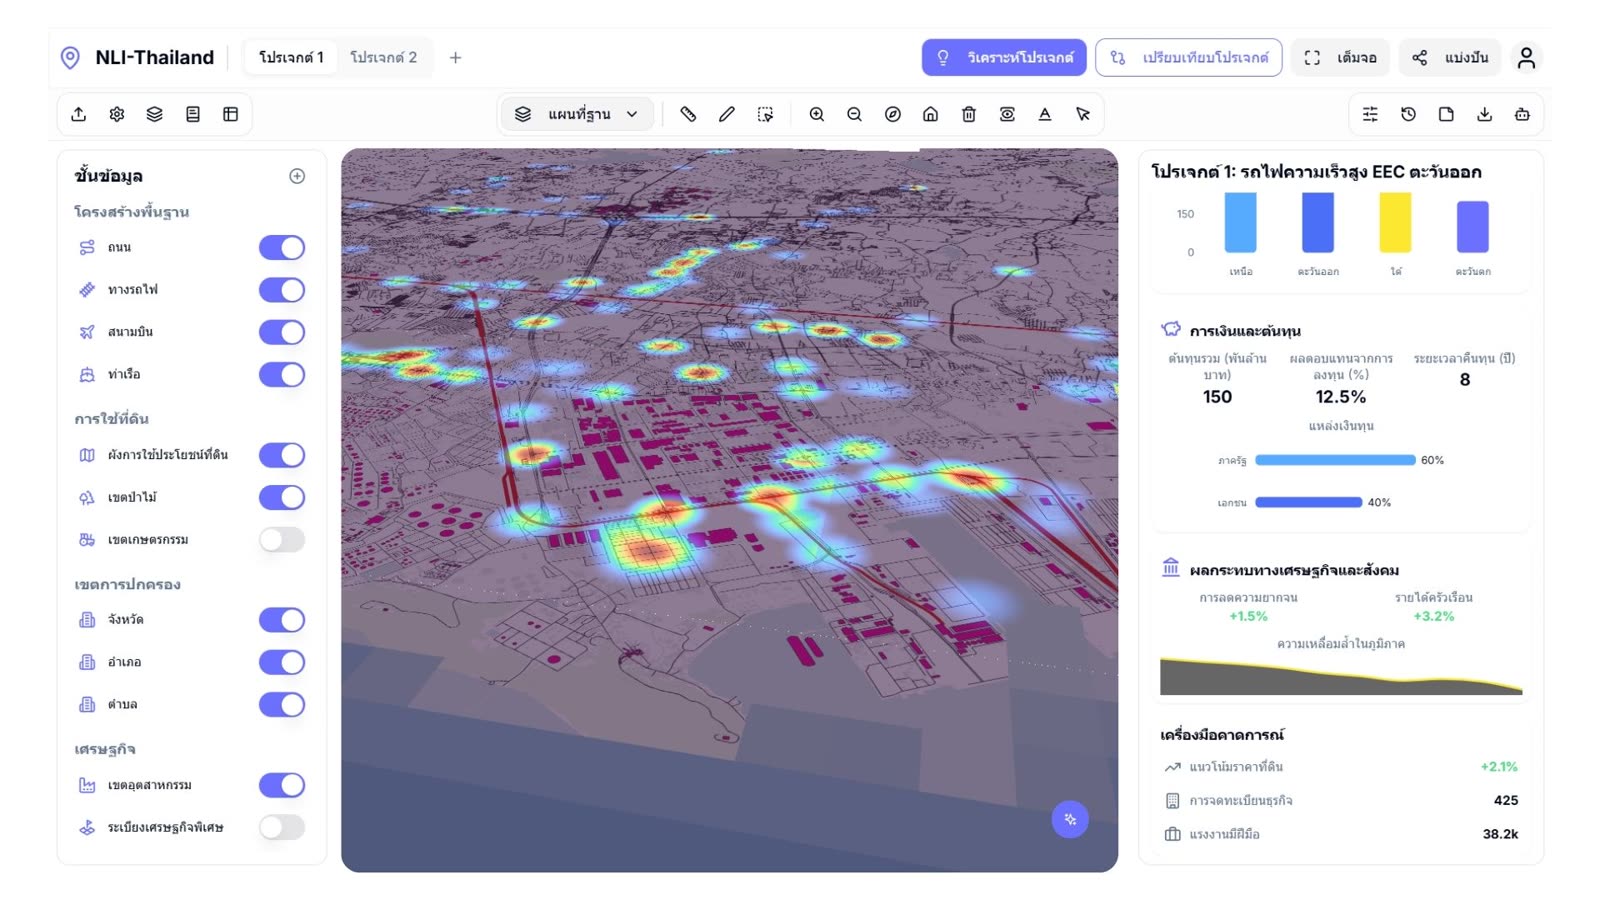 NLI-Thailand
โปรเจกต์ 1
โปรเจกต์ 2
วิเคราะห์โปรเจกต์
เปรียบเทียบโปรเจกต์
เต็มจอ
แบ่งปัน
แผนที่ฐาน
ชั้นข้อมูล
โครงสร้างพื้นฐาน
ถนน
ทางรถไฟ
สนามบิน
ท่าเรือ
การใช้ที่ดิน
ผังการใช้ประโยชน์ที่ดิน
เขตป่าไม้
เขตเกษตรกรรม
เขตการปกครอง
จังหวัด
อำเภอ
ตำบล
เศรษฐกิจ
เขตอุตสาหกรรม
ระเบียงเศรษฐกิจพิเศษ
โปรเจกต์ 1: รถไฟความเร็วสูง EEC ตะวันออก
150
0
เหนือ
ตะวันออก
ใต้
ตะวันตก
การเงินและต้นทุน
ต้นทุนรวม (พันล้าน
บาท)
150
ผลตอบแทนจากการ
ลงทุน (%)
12.5%
ระยะเวลาคืนทุน (ปี)
8
แหล่งเงินทุน
ภาครัฐ
60%
เอกชน
40%
ผลกระทบทางเศรษฐกิจและสังคม
การลดความยากจน
+1.5%
รายได้ครัวเรือน
+3.2%
ความเหลื่อมล้ำในภูมิภาค
เครื่องมือคาดการณ์
แนวโน้มราคาที่ดิน
+2.1%
การจดทะเบียนธุรกิจ
425
แรงงานมีฝีมือ
38.2k